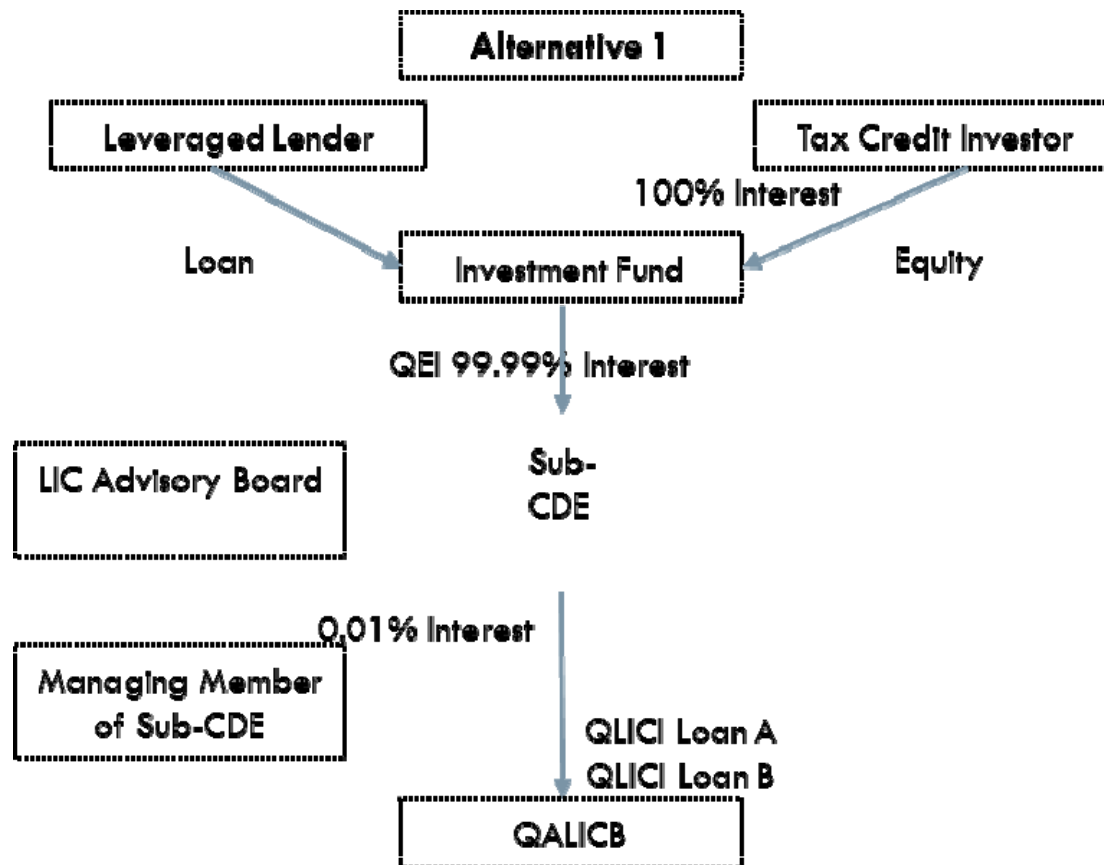 Alternative 1
Leveraged Lender
Tax Credit Investor
100% Interest
Loan
Investment Fund
Equity
QEI 99.99% Interest
LIC Advisory Board
Sub-
CDE
0.01% Interest
Managing Member
of Sub-CDE
QLICI Loan A
QLICI Loan B
QALICB